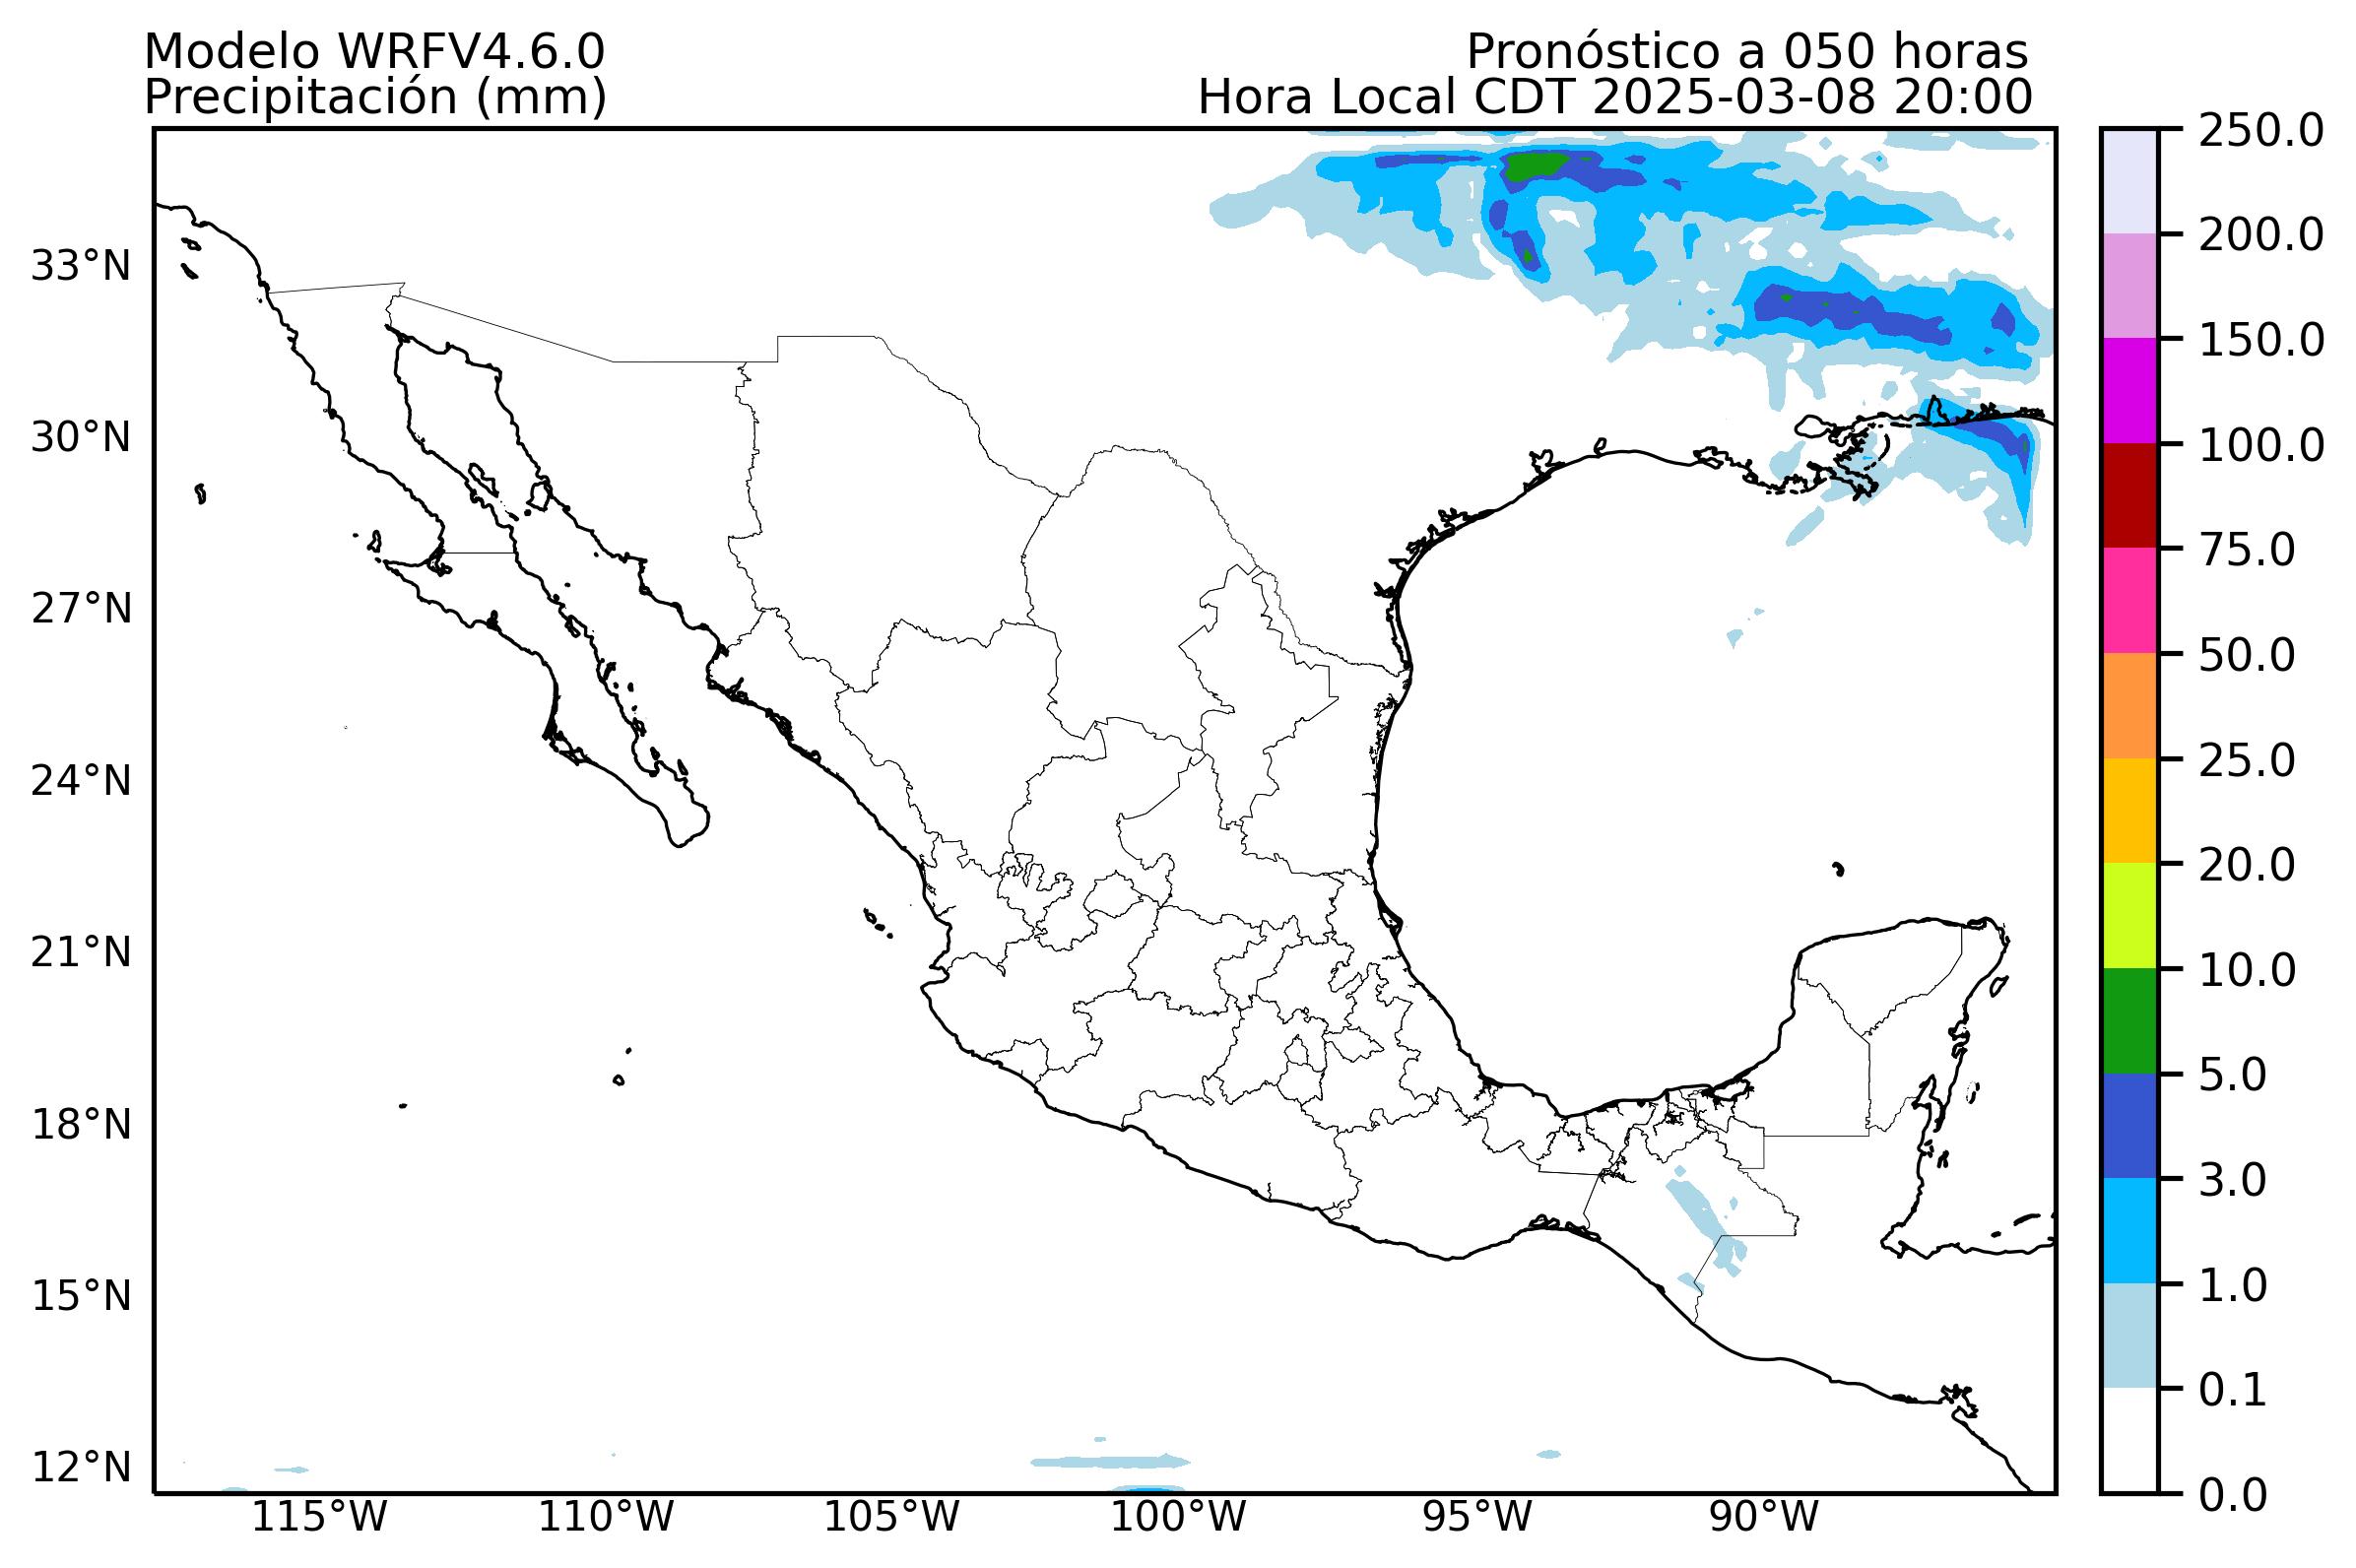 Modelo WRFV4.6.0
Pronóstico a 050 horas
Precipitación (mm)
Hora Local CDT 2025-03-08 20:00
33°N
30°N
27°N
24°N
21°N
18°N
15°N
12°N
115°W
110°W
105°W
100°W
95°W
90°W
250.0
200.0
150.0
100.0
75.0
50.0
25.0
20.0
10.0
5.0
3.0
1.0
0.1
0.0